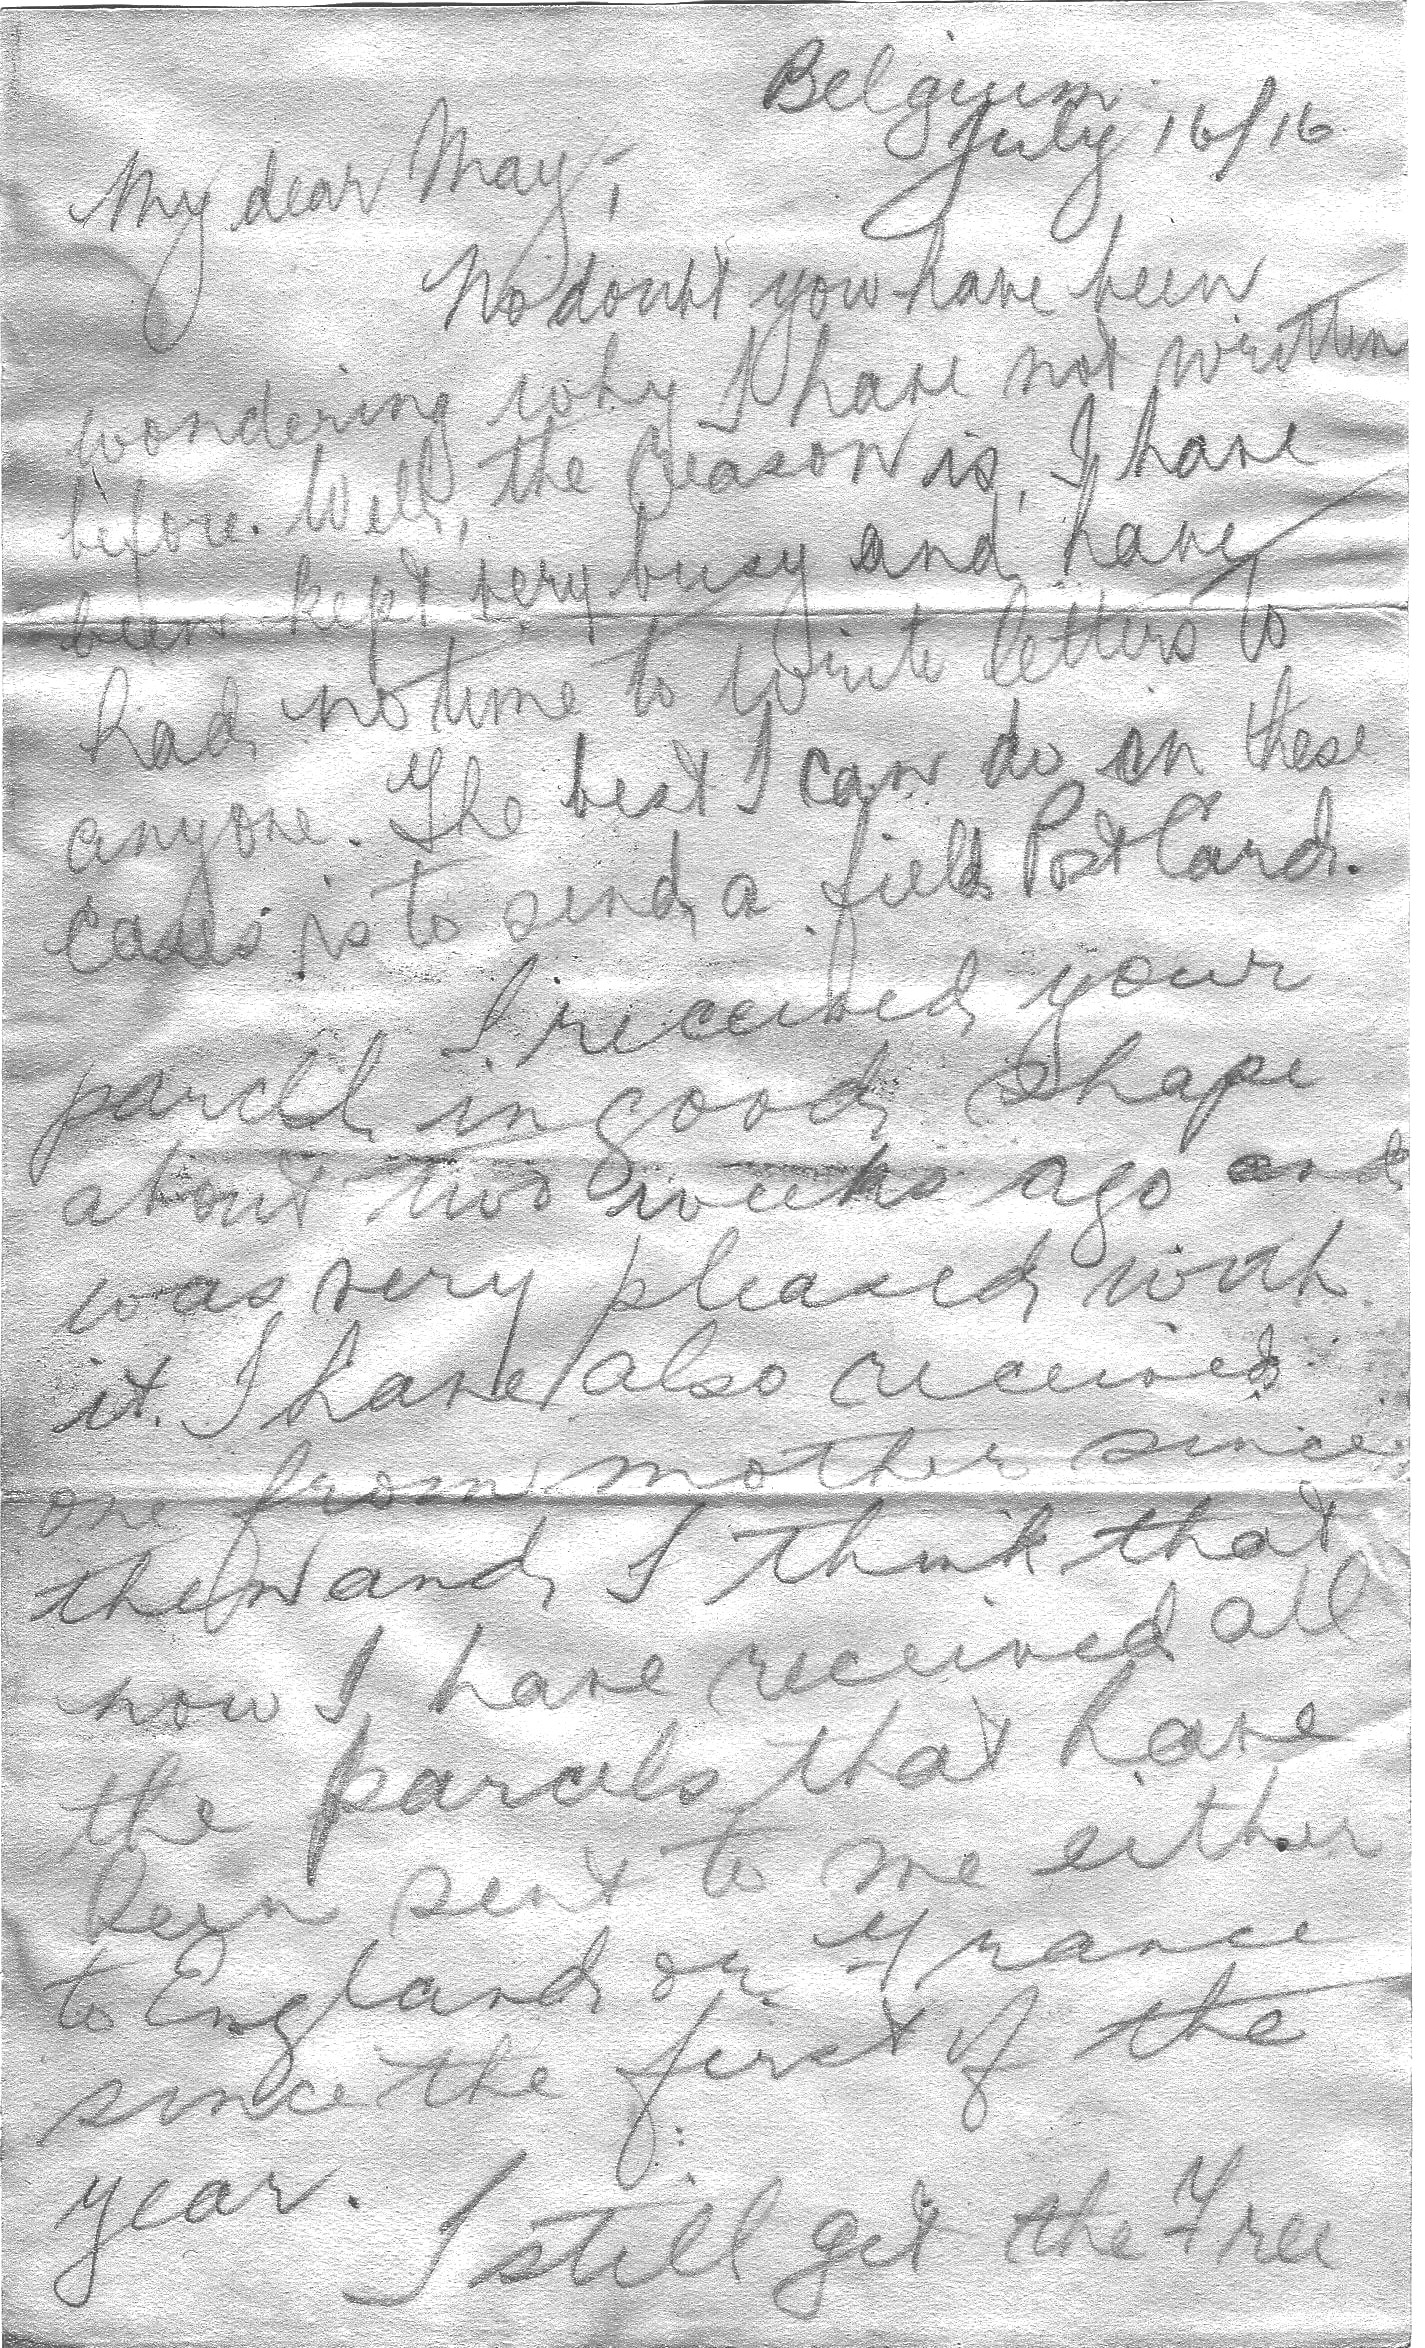 Belgium.
July 16/16
My dear May;
No doubt you have been
wondering why I have not written
before. Well, the reason is, I have
been kept very busy and have
had no time to write letters to
anyone. The best I can do in these
cases is to send a field Post Card.
I received your
parcel in good shape
about two weeks ago and
was very pleased with
it. I have also received
one from mother since
then and I think that
now I have received all
the parcels that have
been sent to me either
to England or France
since the first of the
year.
I still get the Free